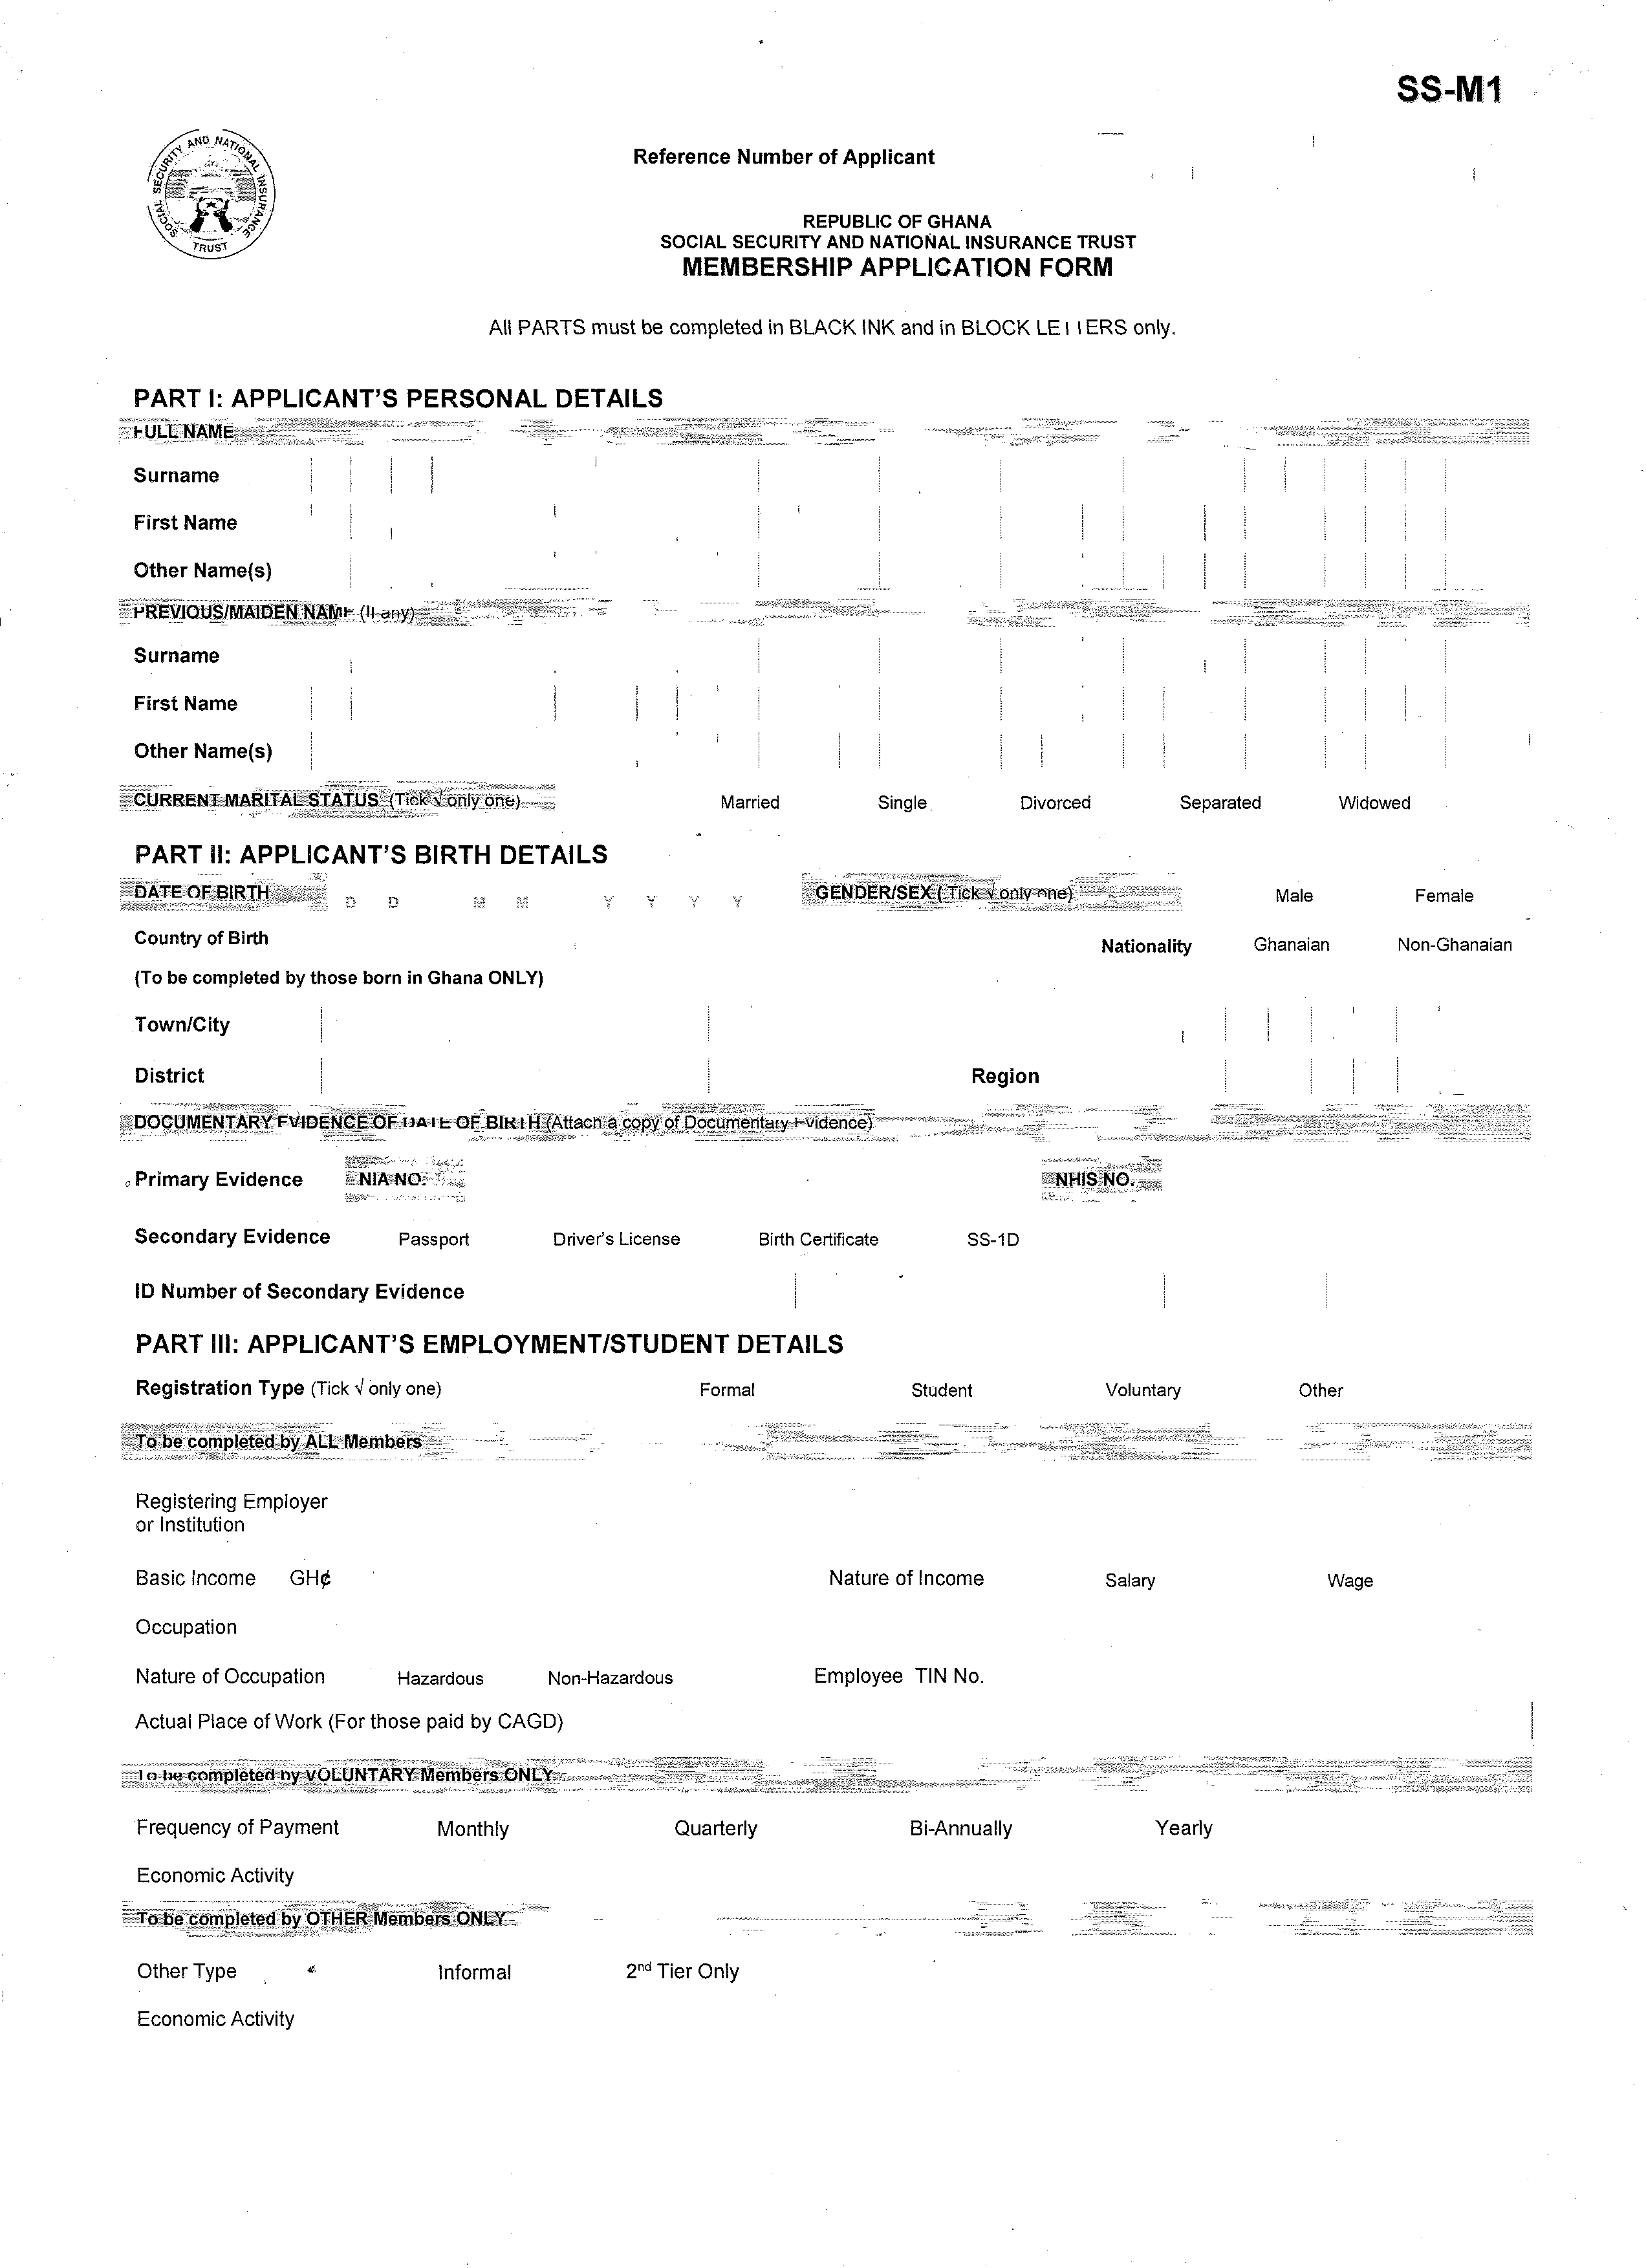 SS-M1
SOCIAL SECURITY AND NATIONAL INSURANCE TRUST
Reference Number of Applicant
REPUBLIC OF GHANA
SOCIAL SECURITY AND NATIONAL INSURANCE TRUST
MEMBERSHIP APPLICATION FORM
All PARTS must be completed in BLACK INK and in BLOCK LETTERS only.
PART I: APPLICANT'S PERSONAL DETAILS
FULL NAME
Surname
First Name
Other Name(s)
PREVIOUS/MAIDEN NAME (If any)
Surname
First Name
Other Name(s)
CURRENT MARITAL STATUS (Tick √ only one) Married Single Divorced Separated Widowed
PART II: APPLICANT'S BIRTH DETAILS
DATE OF BIRTH D D M M Y Y Y Y GENDER/SEX ( Tick √ only one) Male Female
Country of Birth Nationality Ghanaian Non-Ghanaian
(To be completed by those born in Ghana ONLY)
Town/City
District Region
DOCUMENTARY EVIDENCE OF DATE OF BIRTH (Attach a copy of Documentary Evidence)
Primary Evidence NIA NO. NHIS NO.
Secondary Evidence Passport Driver's License Birth Certificate SS-1D
ID Number of Secondary Evidence
PART III: APPLICANT'S EMPLOYMENT/STUDENT DETAILS
Registration Type (Tick √ only one) Formal Student Voluntary Other
To be completed by ALL Members
Registering Employer
or Institution
Basic Income GH¢ Nature of Income Salary Wage
Occupation
Nature of Occupation Hazardous Non-Hazardous Employee TIN No.
Actual Place of Work (For those paid by CAGD)
To be completed by VOLUNTARY Members ONLY
Frequency of Payment Monthly Quarterly Bi-Annually Yearly
Economic Activity
To be completed by OTHER Members ONLY
Other Type Informal 2nd Tier Only
Economic Activity